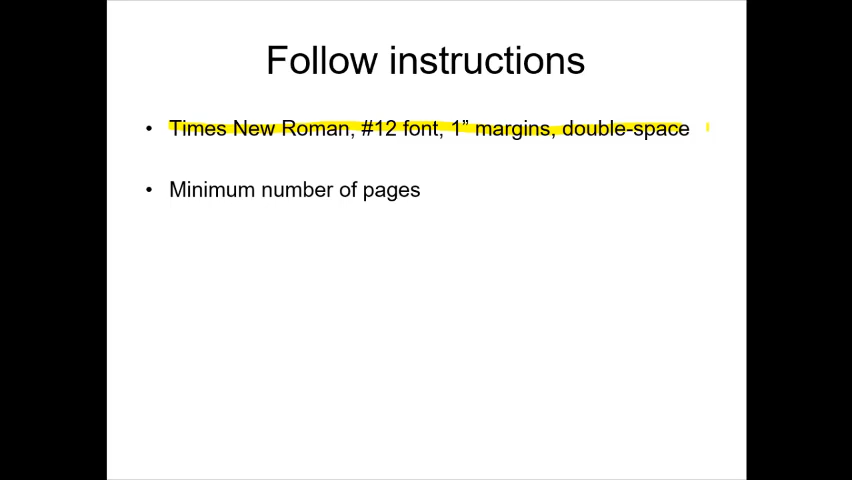 Follow instructions
• Times New Roman, #12 font, 1” margins, double-space
• Minimum number of pages